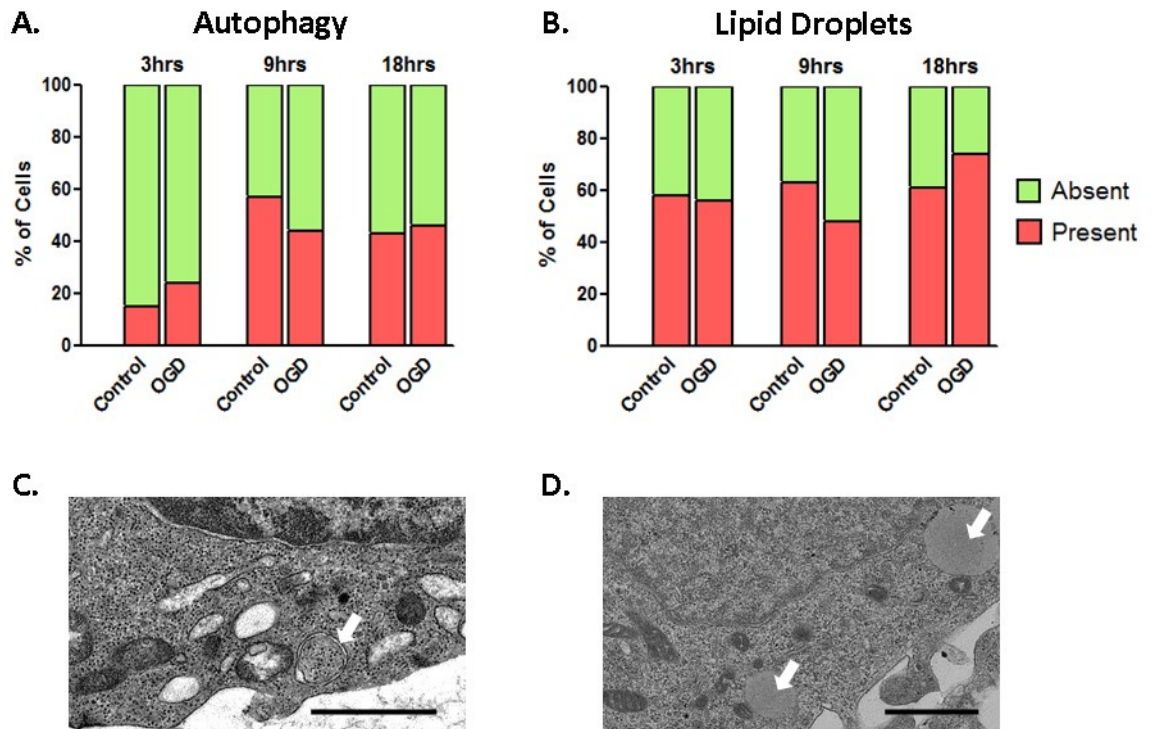 A. Autophagy
3hrs 9hrs 18hrs
100
80
60
40
20
0
% of Cells
Control OGD Control OGD Control OGD
B. Lipid Droplets
3hrs 9hrs 18hrs
100
80
60
40
20
0
% of Cells
Control OGD Control OGD Control OGD
Absent
Present
C.
D.